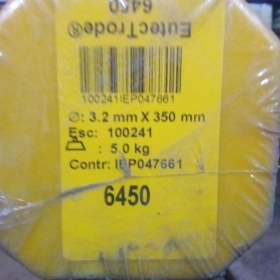 EutecTrode®
6450
100241IEP047661
Ø: 3.2 mm X 350 mm
Esc: 100241
: 5.0 kg
Contr: IEP047661
6450